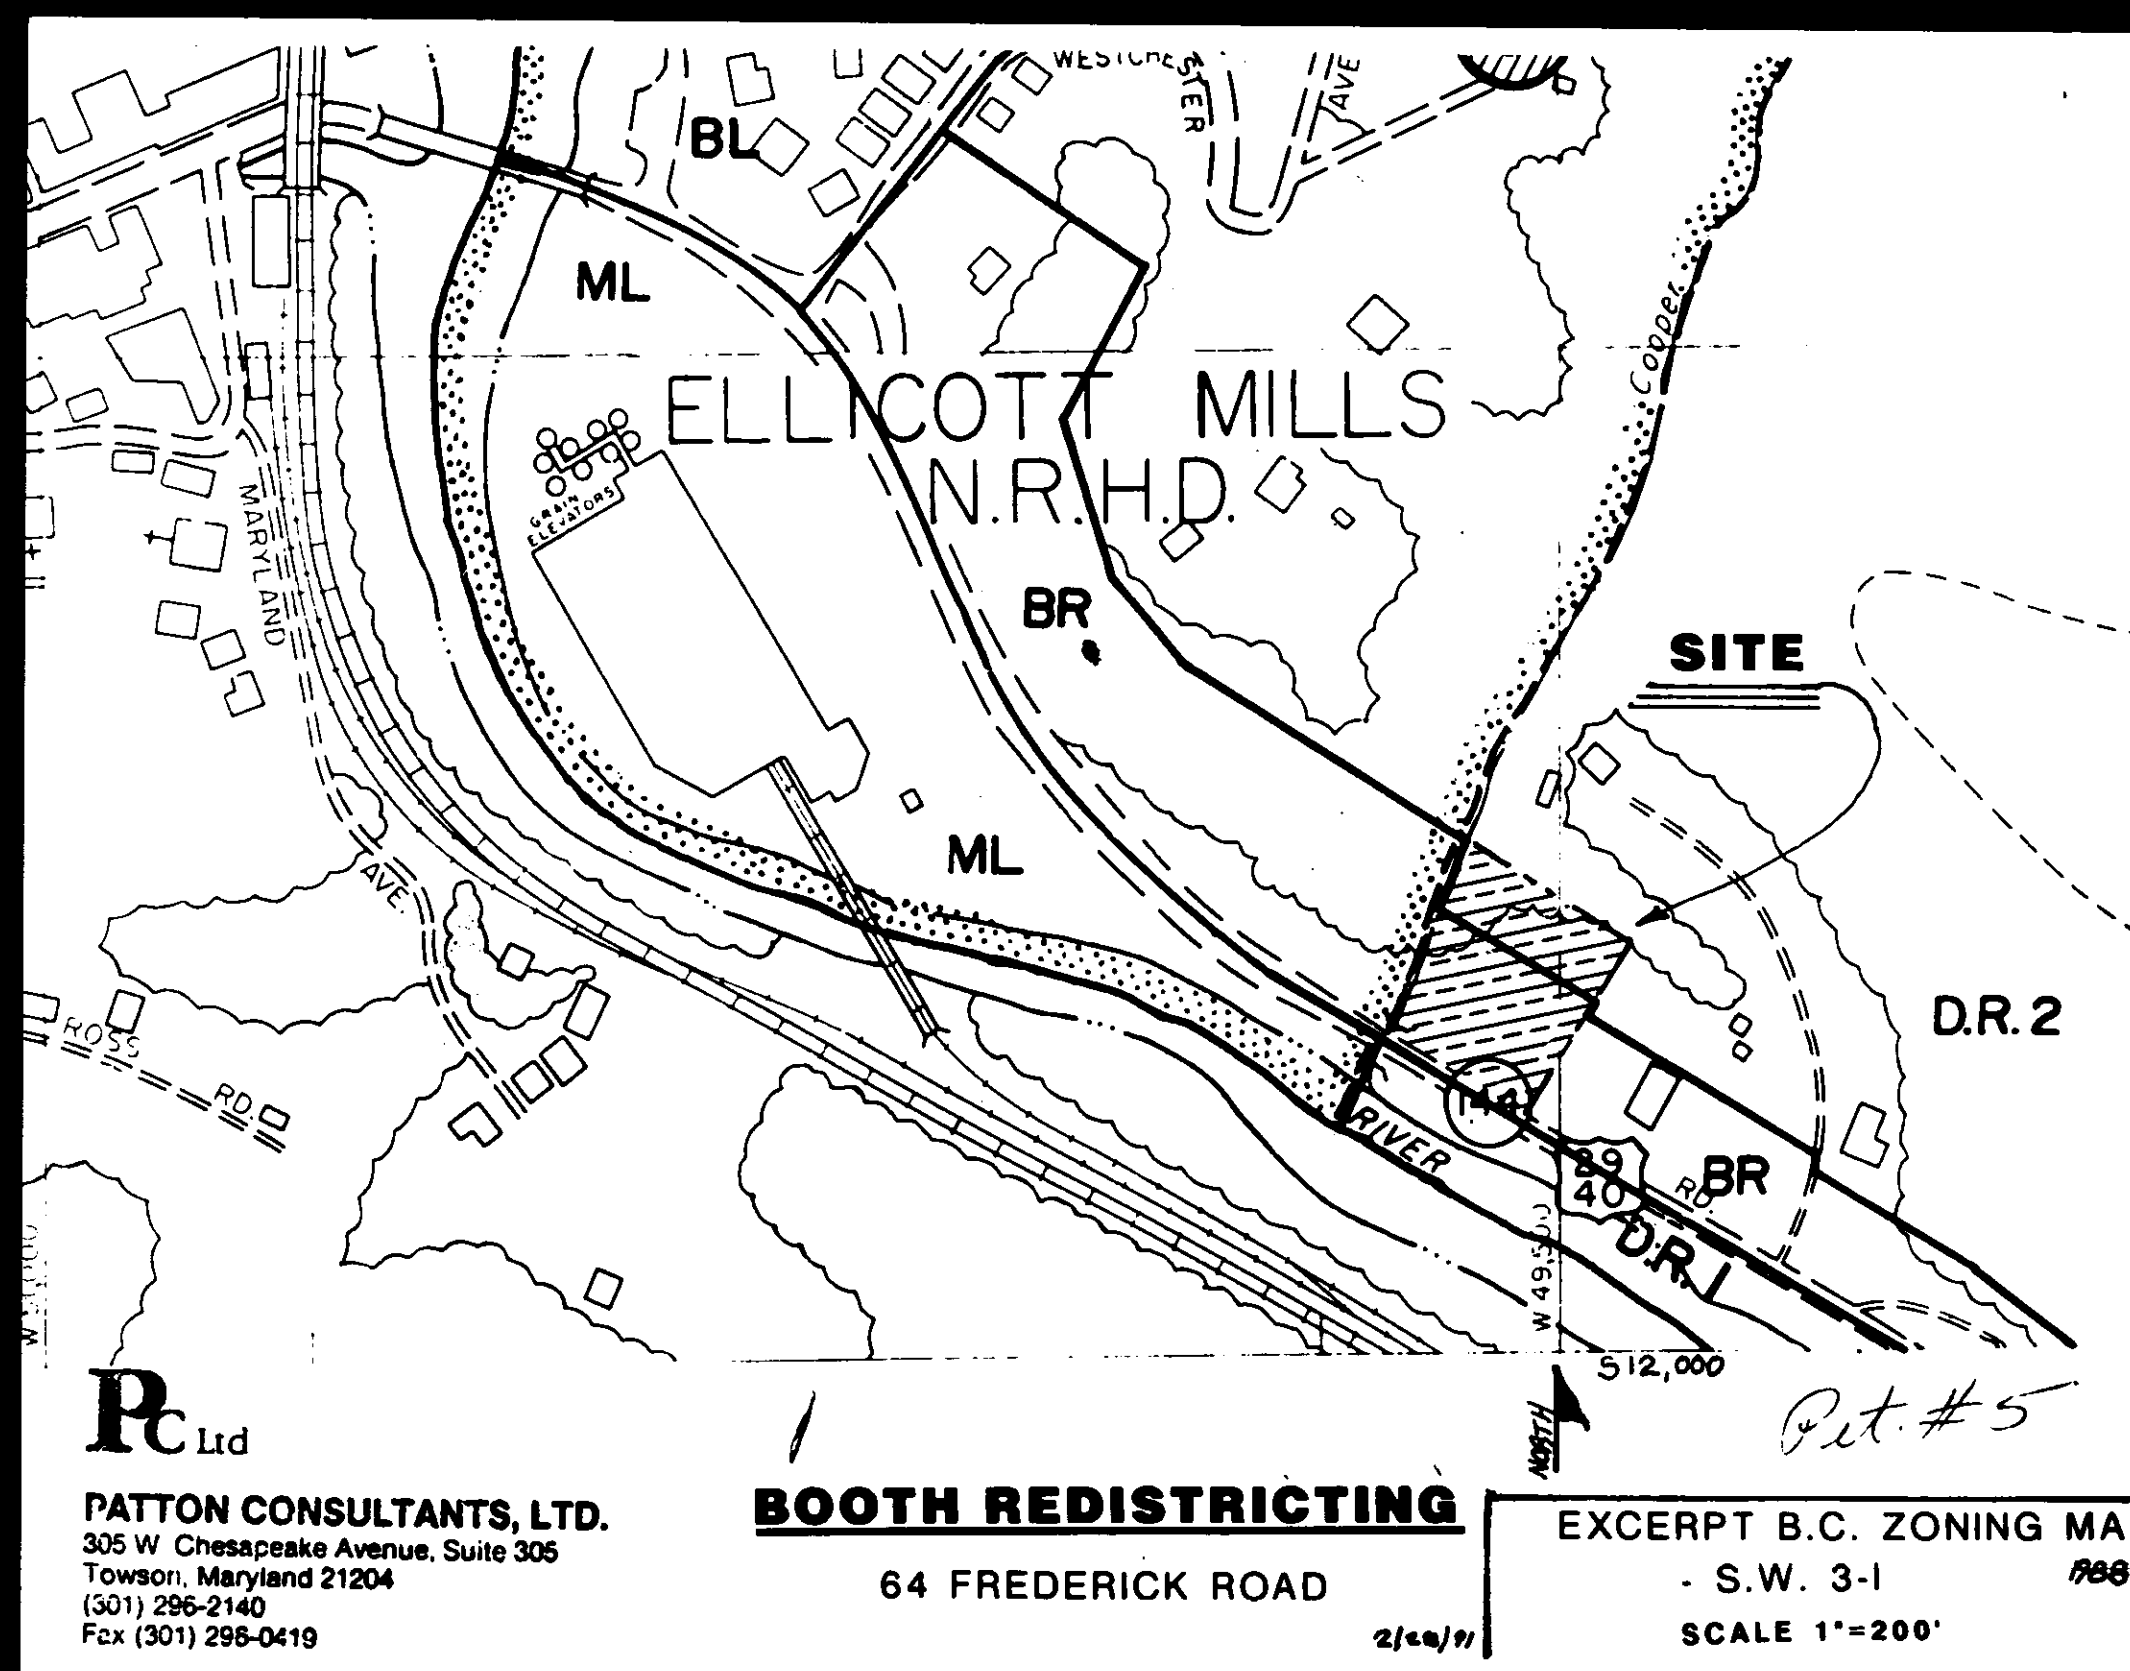 WESTCHESTER
AVE
BL
ML
Cooper
ELLICOTT MILLS
N.R.H.D.
GRAIN
ELEVATORS
MARYLAND
BR
SITE
ML
AVE.
D.R. 2
ROSS
RD.
144
RIVER
29
40
RD.
BR
D.R. 1
W 49,500
S12,000
PC Ltd
NORTH
Pet. #5
PATTON CONSULTANTS, LTD.
305 W Chesapeake Avenue, Suite 305
Towson, Maryland 21204
(301) 296-2140
Fax (301) 296-0419
BOOTH REDISTRICTING
64 FREDERICK ROAD
EXCERPT B.C. ZONING MA
- S.W. 3-I
SCALE 1"=200'